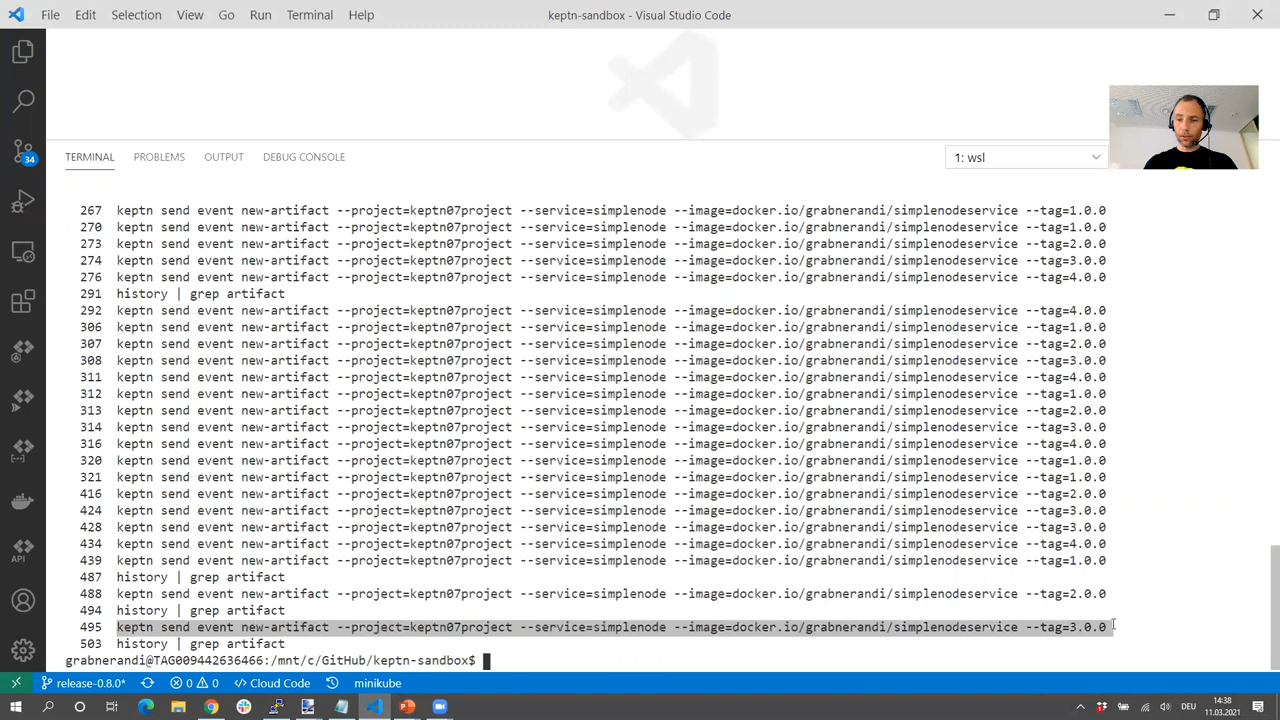 File Edit Selection View Go Run Terminal Help keptn-sandbox - Visual Studio Code
TERMINAL PROBLEMS OUTPUT DEBUG CONSOLE 1: wsl
34
267 keptn send event new-artifact --project=keptn07project --service=simplenode --image=docker.io/grabnerandi/simplenodeservice --tag=1.0.0
270 keptn send event new-artifact --project=keptn07project --service=simplenode --image=docker.io/grabnerandi/simplenodeservice --tag=1.0.0
273 keptn send event new-artifact --project=keptn07project --service=simplenode --image=docker.io/grabnerandi/simplenodeservice --tag=2.0.0
274 keptn send event new-artifact --project=keptn07project --service=simplenode --image=docker.io/grabnerandi/simplenodeservice --tag=3.0.0
276 keptn send event new-artifact --project=keptn07project --service=simplenode --image=docker.io/grabnerandi/simplenodeservice --tag=4.0.0
291 history | grep artifact
292 keptn send event new-artifact --project=keptn07project --service=simplenode --image=docker.io/grabnerandi/simplenodeservice --tag=4.0.0
306 keptn send event new-artifact --project=keptn07project --service=simplenode --image=docker.io/grabnerandi/simplenodeservice --tag=1.0.0
307 keptn send event new-artifact --project=keptn07project --service=simplenode --image=docker.io/grabnerandi/simplenodeservice --tag=2.0.0
308 keptn send event new-artifact --project=keptn07project --service=simplenode --image=docker.io/grabnerandi/simplenodeservice --tag=3.0.0
311 keptn send event new-artifact --project=keptn07project --service=simplenode --image=docker.io/grabnerandi/simplenodeservice --tag=4.0.0
312 keptn send event new-artifact --project=keptn07project --service=simplenode --image=docker.io/grabnerandi/simplenodeservice --tag=1.0.0
313 keptn send event new-artifact --project=keptn07project --service=simplenode --image=docker.io/grabnerandi/simplenodeservice --tag=2.0.0
314 keptn send event new-artifact --project=keptn07project --service=simplenode --image=docker.io/grabnerandi/simplenodeservice --tag=3.0.0
316 keptn send event new-artifact --project=keptn07project --service=simplenode --image=docker.io/grabnerandi/simplenodeservice --tag=4.0.0
320 keptn send event new-artifact --project=keptn07project --service=simplenode --image=docker.io/grabnerandi/simplenodeservice --tag=1.0.0
321 keptn send event new-artifact --project=keptn07project --service=simplenode --image=docker.io/grabnerandi/simplenodeservice --tag=1.0.0
416 keptn send event new-artifact --project=keptn07project --service=simplenode --image=docker.io/grabnerandi/simplenodeservice --tag=2.0.0
424 keptn send event new-artifact --project=keptn07project --service=simplenode --image=docker.io/grabnerandi/simplenodeservice --tag=3.0.0
428 keptn send event new-artifact --project=keptn07project --service=simplenode --image=docker.io/grabnerandi/simplenodeservice --tag=3.0.0
434 keptn send event new-artifact --project=keptn07project --service=simplenode --image=docker.io/grabnerandi/simplenodeservice --tag=4.0.0
439 keptn send event new-artifact --project=keptn07project --service=simplenode --image=docker.io/grabnerandi/simplenodeservice --tag=1.0.0
487 history | grep artifact
488 keptn send event new-artifact --project=keptn07project --service=simplenode --image=docker.io/grabnerandi/simplenodeservice --tag=2.0.0
494 history | grep artifact
495 keptn send event new-artifact --project=keptn07project --service=simplenode --image=docker.io/grabnerandi/simplenodeservice --tag=3.0.0
503 history | grep artifact
grabnerandi@TAG009442636466:/mnt/c/GitHub/keptn-sandbox$
API
release-0.8.0* 0 0 Cloud Code minikube
DEU 14:38
11.03.2021